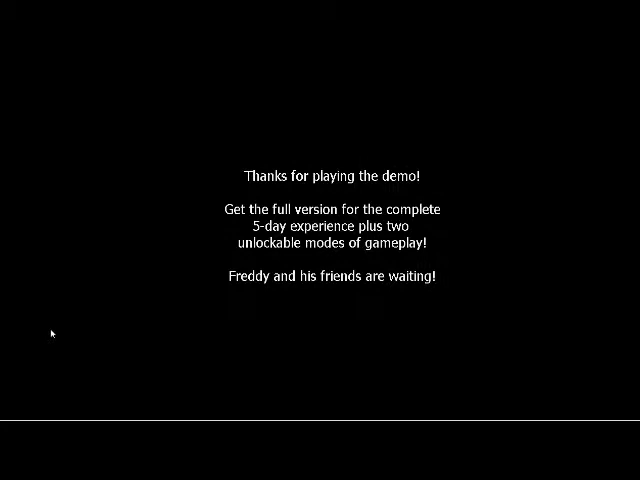 Thanks for playing the demo!
Get the full version for the complete
5-day experience plus two
unlockable modes of gameplay!
Freddy and his friends are waiting!